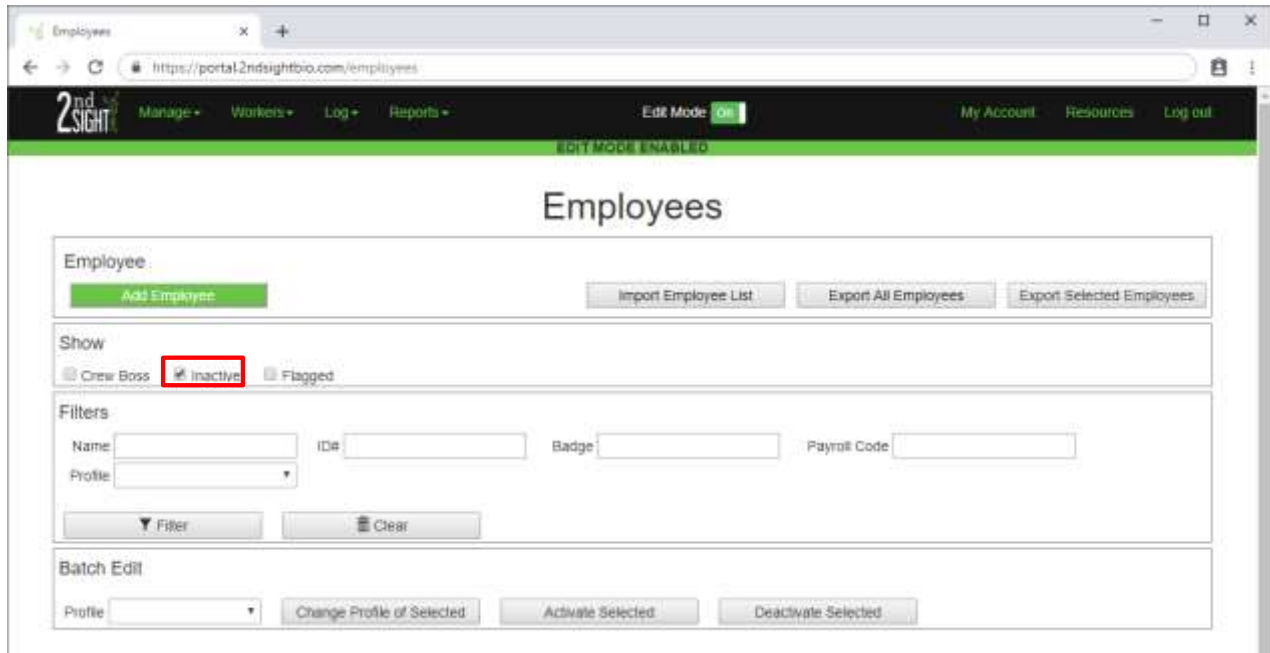 Employees
https://portal.2ndsightbio.com/employees
2nd SIGHT Manage Workers Log Reports Edit Mode On My Account Resources Log out
EDIT MODE ENABLED
Employees
Employee
Add Employee Import Employee List Export All Employees Export Selected Employees
Show
Crew Boss Inactive Flagged
Filters
Name ID# Badge Payroll Code
Profile
Filter Clear
Batch Edit
Profile Change Profile of Selected Activate Selected Deactivate Selected